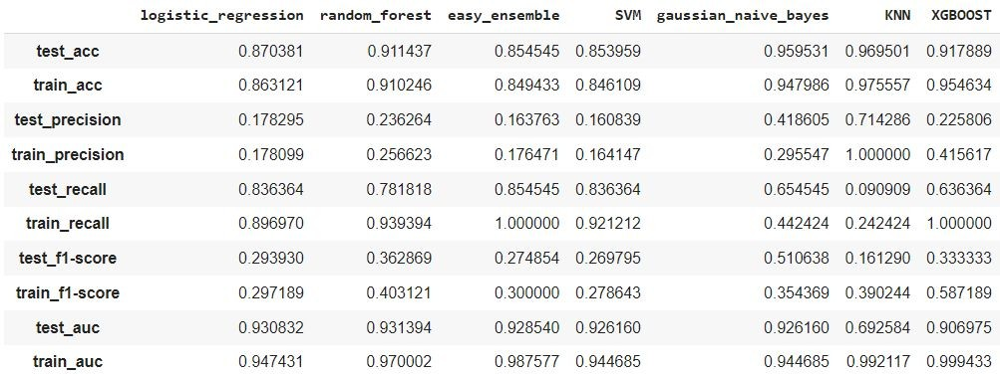 logistic_regression random_forest easy_ensemble SVM gaussian_naive_bayes KNN XGBOOST
test_acc 0.870381 0.911437 0.854545 0.853959 0.959531 0.969501 0.917889
train_acc 0.863121 0.910246 0.849433 0.846109 0.947986 0.975557 0.954634
test_precision 0.178295 0.236264 0.163763 0.160839 0.418605 0.714286 0.225806
train_precision 0.178099 0.256623 0.176471 0.164147 0.295547 1.000000 0.415617
test_recall 0.836364 0.781818 0.854545 0.836364 0.654545 0.090909 0.636364
train_recall 0.896970 0.939394 1.000000 0.921212 0.442424 0.242424 1.000000
test_f1-score 0.293930 0.362869 0.274854 0.269795 0.510638 0.161290 0.333333
train_f1-score 0.297189 0.403121 0.300000 0.278643 0.354369 0.390244 0.587189
test_auc 0.930832 0.931394 0.928540 0.926160 0.926160 0.692584 0.906975
train_auc 0.947431 0.970002 0.987577 0.944685 0.944685 0.992117 0.999433